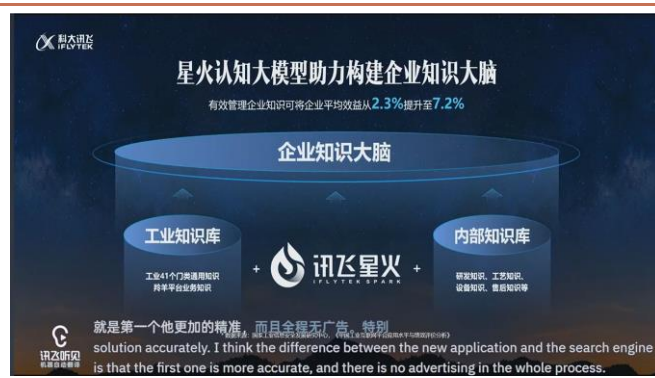 科大讯飞
iFLYTEK
星火认知大模型助力构建企业知识大脑
有效管理企业知识可将企业平均效益从2.3%提升至7.2%
企业知识大脑
工业知识库
工业41个门类通用知识
羚羊平台业务知识
+
讯飞星火
IFLYTEK SPARK
+
内部知识库
研发知识、工艺知识、
设备知识、售后知识等
就是第一个他更加的精准，而且全程无广告。特别
讯飞听见
机器自动翻译
solution accurately. I think the difference between the new application and the search engine
is that the first one is more accurate, and there is no advertising in the whole process.